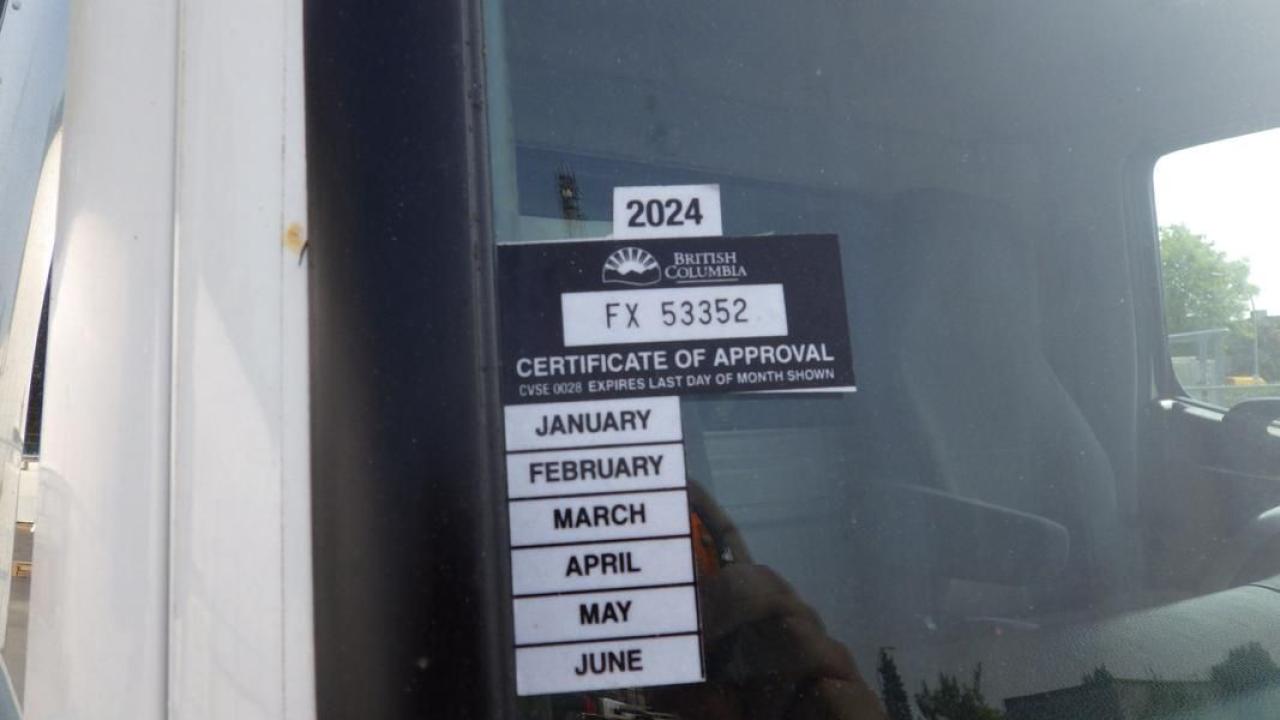 2024
BRITISH
COLUMBIA
FX 53352
CERTIFICATE OF APPROVAL
CVSE 0028 EXPIRES LAST DAY OF MONTH SHOWN
JANUARY
FEBRUARY
MARCH
APRIL
MAY
JUNE